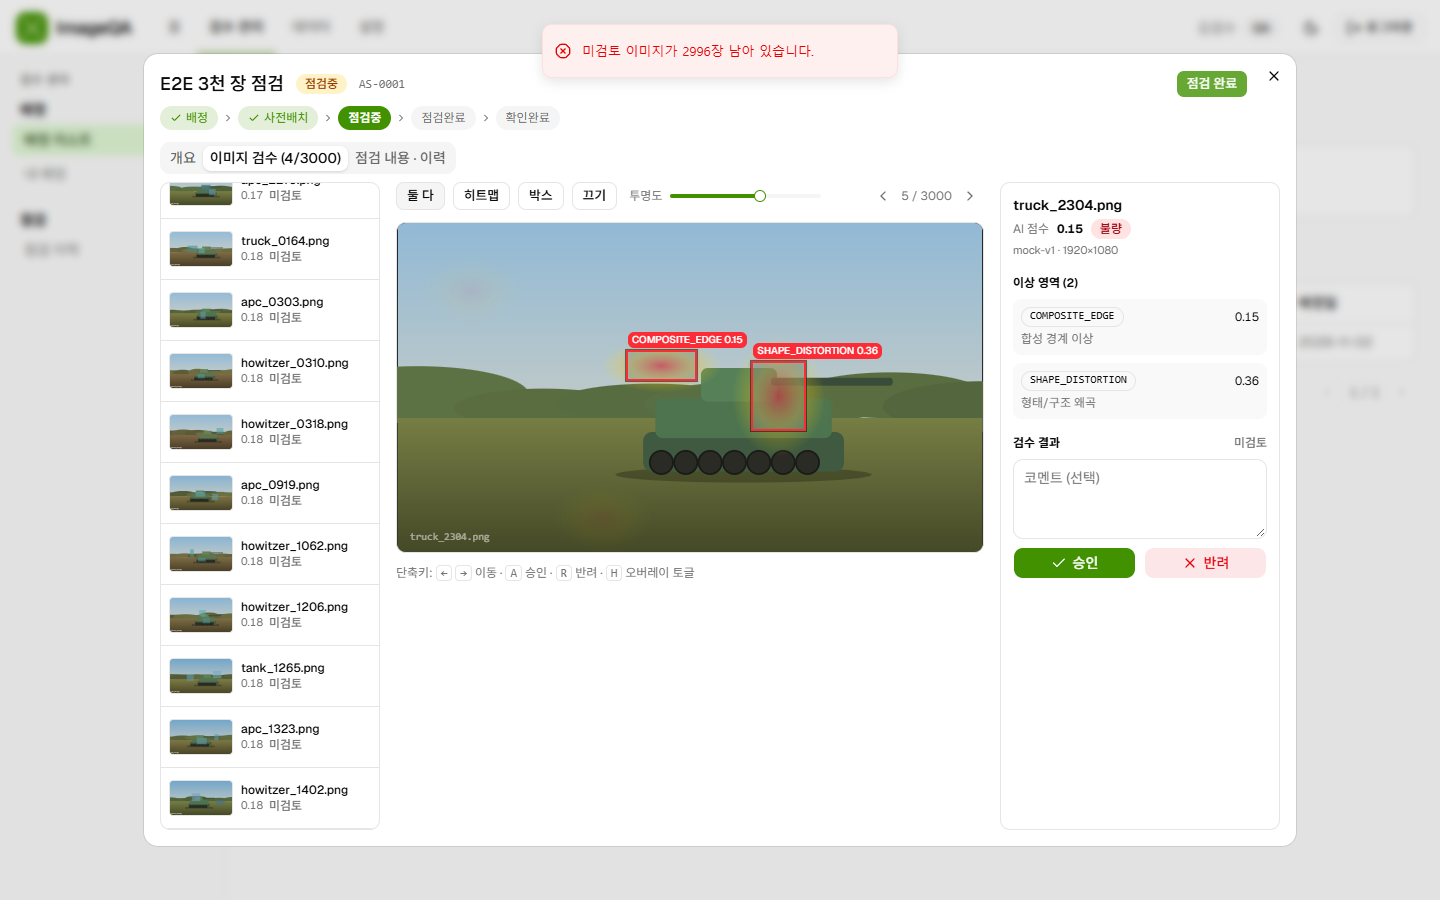 ImageQA
미검토 이미지가 2996장 남아 있습니다.
E2E 3천 장 점검 점검중 AS-0001
점검 완료
배정 사전배치 점검중 점검완료 확인완료
개요 이미지 검수 (4/3000) 점검 내용 · 이력
0.17 미검토
truck_0164.png
0.18 미검토
apc_0303.png
0.18 미검토
howitzer_0310.png
0.18 미검토
howitzer_0318.png
0.18 미검토
apc_0919.png
0.18 미검토
howitzer_1062.png
0.18 미검토
howitzer_1206.png
0.18 미검토
tank_1265.png
0.18 미검토
apc_1323.png
0.18 미검토
howitzer_1402.png
0.18 미검토
둘 다 히트맵 박스 끄기 투명도 5 / 3000
COMPOSITE_EDGE 0.15
SHAPE_DISTORTION 0.36
truck_2304.png
단축키: ← → 이동 · A 승인 · R 반려 · H 오버레이 토글
truck_2304.png
AI 점수 0.15 불량
mock-v1 · 1920×1080
이상 영역 (2)
COMPOSITE_EDGE 0.15
합성 경계 이상
SHAPE_DISTORTION 0.36
형태/구조 왜곡
검수 결과 미검토
코멘트 (선택)
승인 반려